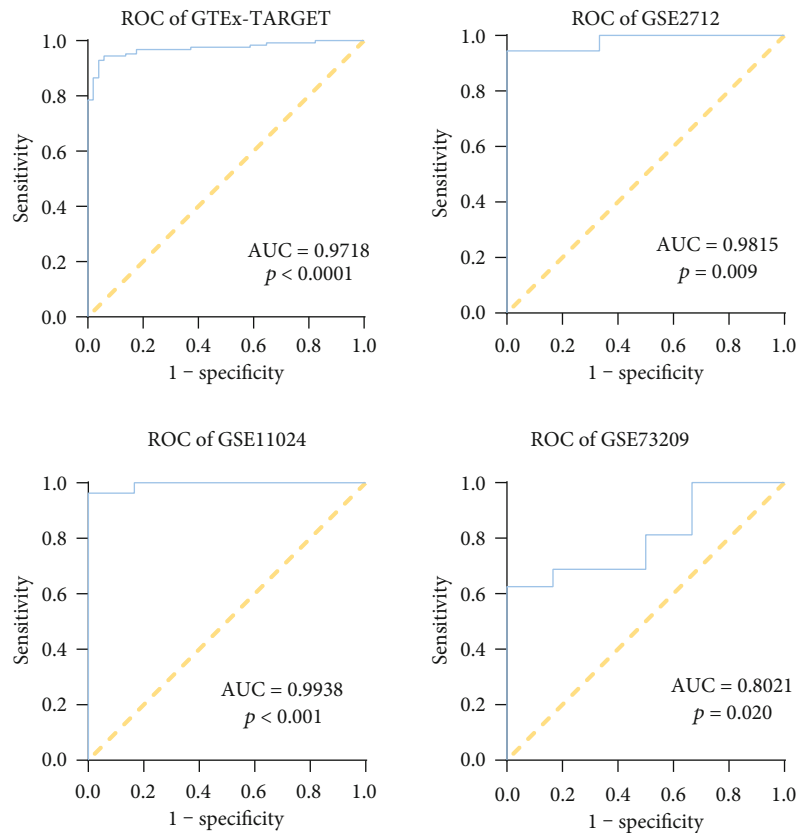 ROC of GTEx-TARGET
1.0
0.8
0.6
0.4
0.2
0.0
Sensitivity
AUC = 0.9718
p < 0.0001
0.0 0.2 0.4 0.6 0.8 1.0
1 − specificity
ROC of GSE2712
1.0
0.8
0.6
0.4
0.2
0.0
Sensitivity
AUC = 0.9815
p = 0.009
0.0 0.2 0.4 0.6 0.8 1.0
1 − specificity
ROC of GSE11024
1.0
0.8
0.6
0.4
0.2
0.0
Sensitivity
AUC = 0.9938
p < 0.001
0.0 0.2 0.4 0.6 0.8 1.0
1 − specificity
ROC of GSE73209
1.0
0.8
0.6
0.4
0.2
0.0
Sensitivity
AUC = 0.8021
p = 0.020
0.0 0.2 0.4 0.6 0.8 1.0
1 − specificity